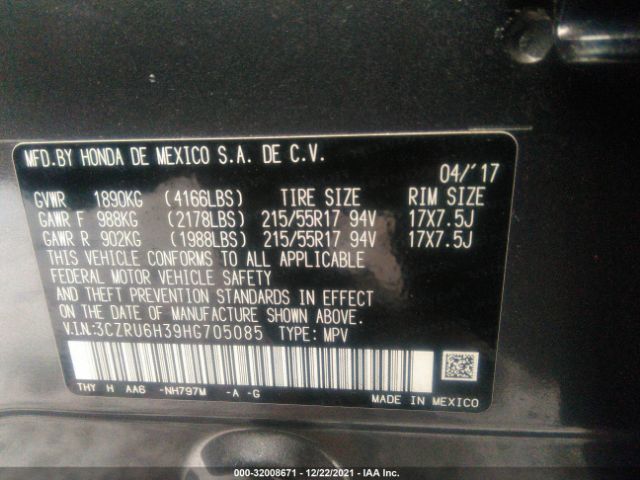 MFD.BY HONDA DE MEXICO S.A. DE C.V.
04/'17
GVWR 1890KG (4166LBS) TIRE SIZE RIM SIZE
GAWR F 988KG (2178LBS) 215/55R17 94V 17X7.5J
GAWR R 902KG (1988LBS) 215/55R17 94V 17X7.5J
THIS VEHICLE CONFORMS TO ALL APPLICABLE
FEDERAL MOTOR VEHICLE SAFETY
AND THEFT PREVENTION STANDARDS IN EFFECT
ON THE DATE OF MANUFACTURE SHOWN ABOVE.
V.I.N.:3CZRU6H39HG705085 TYPE: MPV
THY H AA6 -NH797M -A -G
MADE IN MEXICO
000-32008671 - 12/22/2021 - IAA Inc.